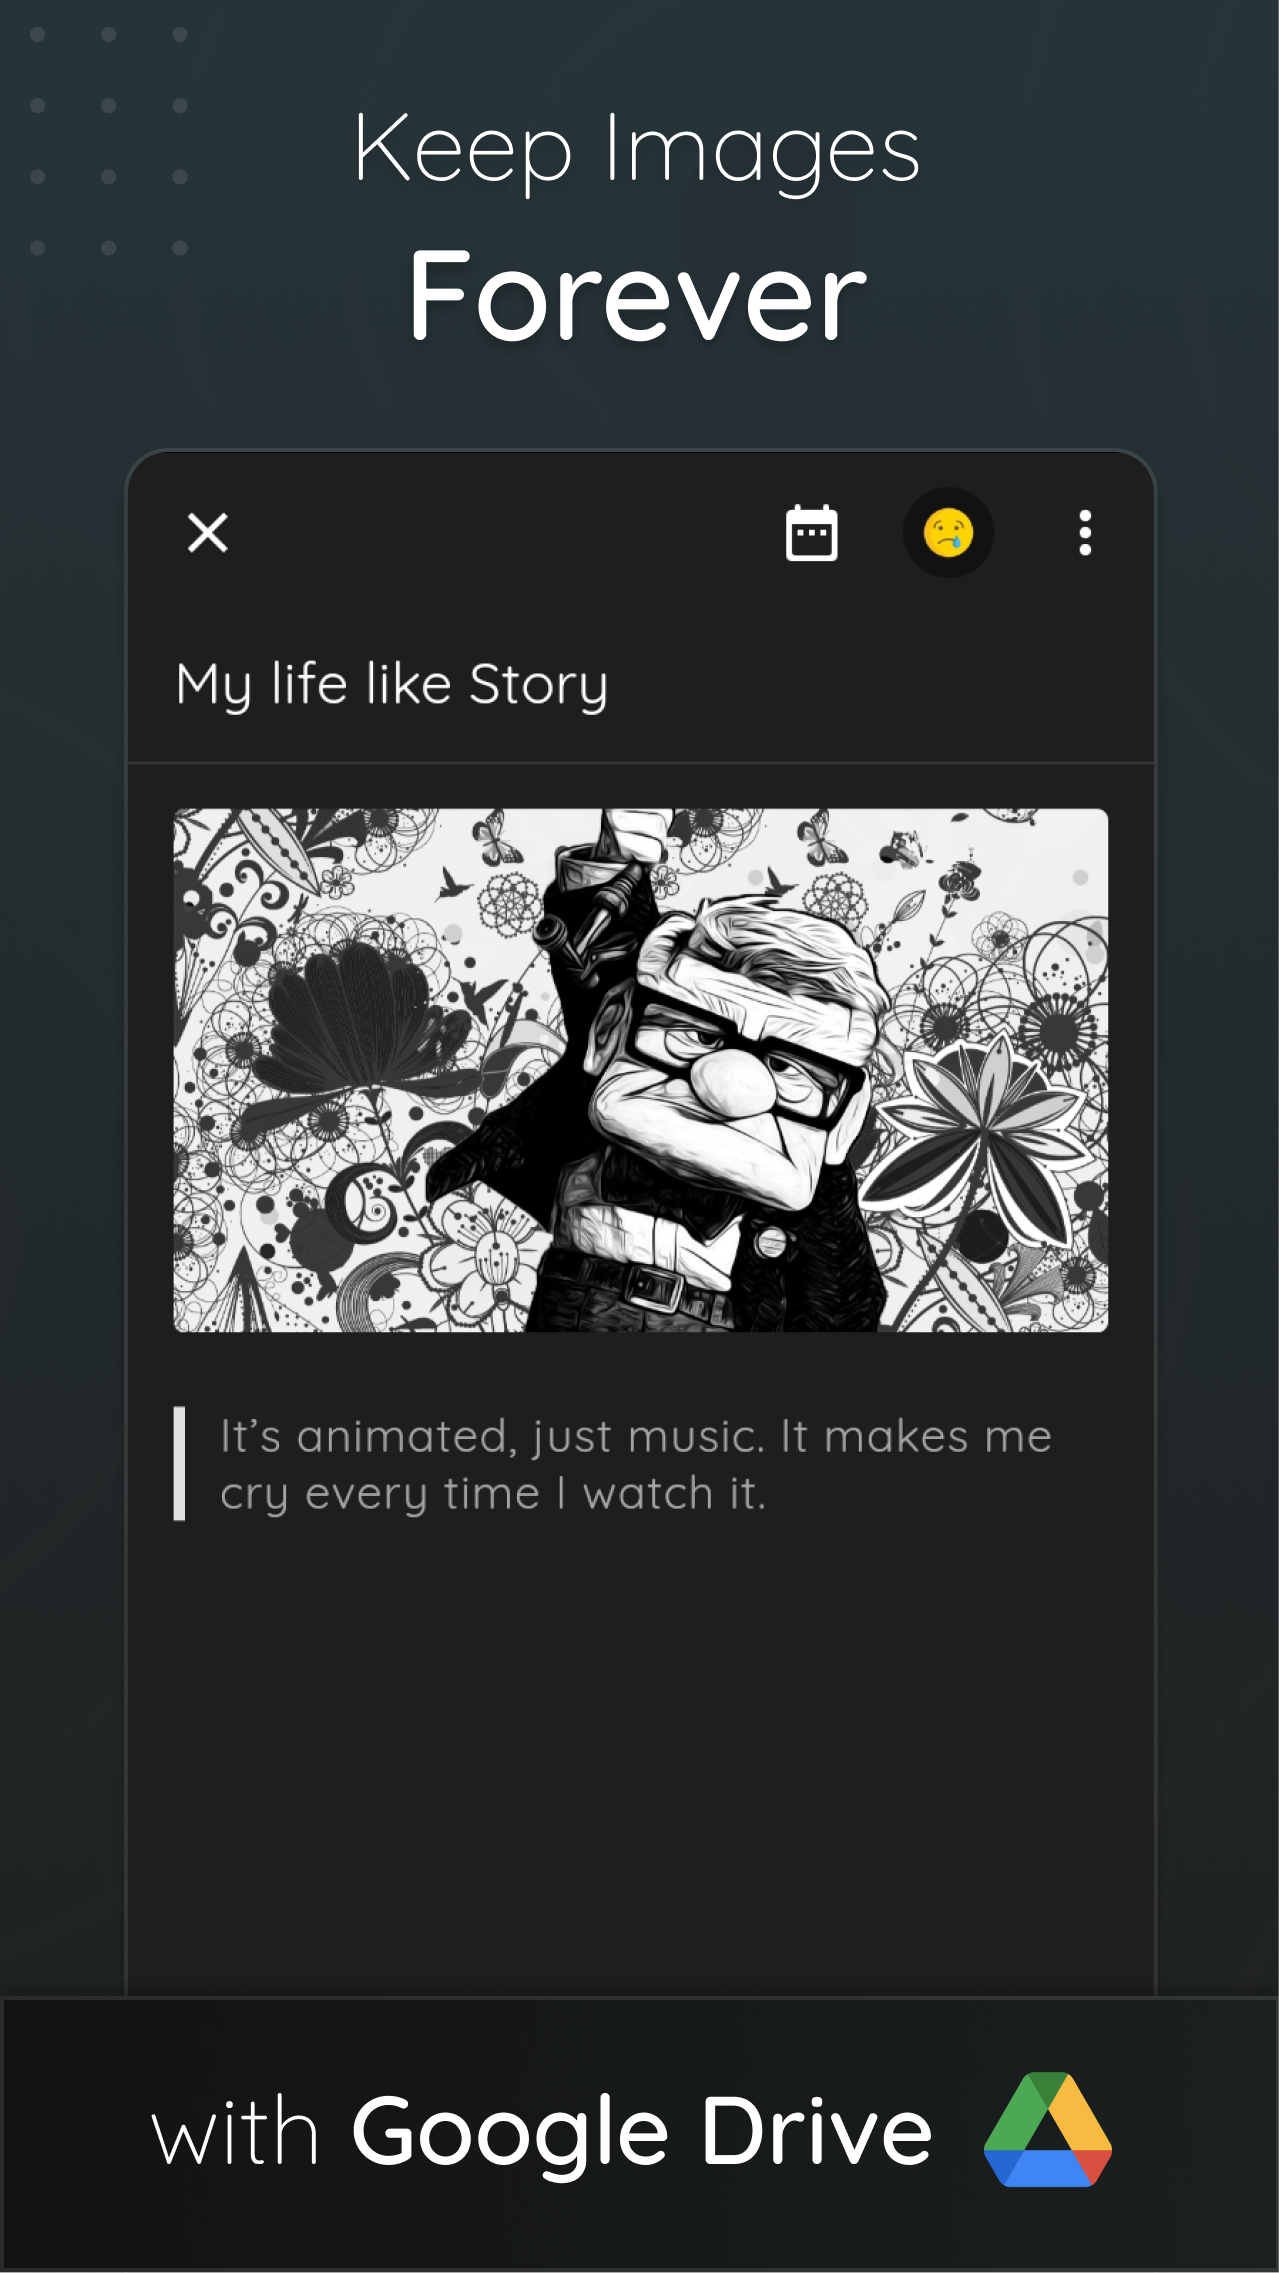 Keep Images
Forever
My life like Story
It’s animated, just music. It makes me
cry every time I watch it.
with Google Drive